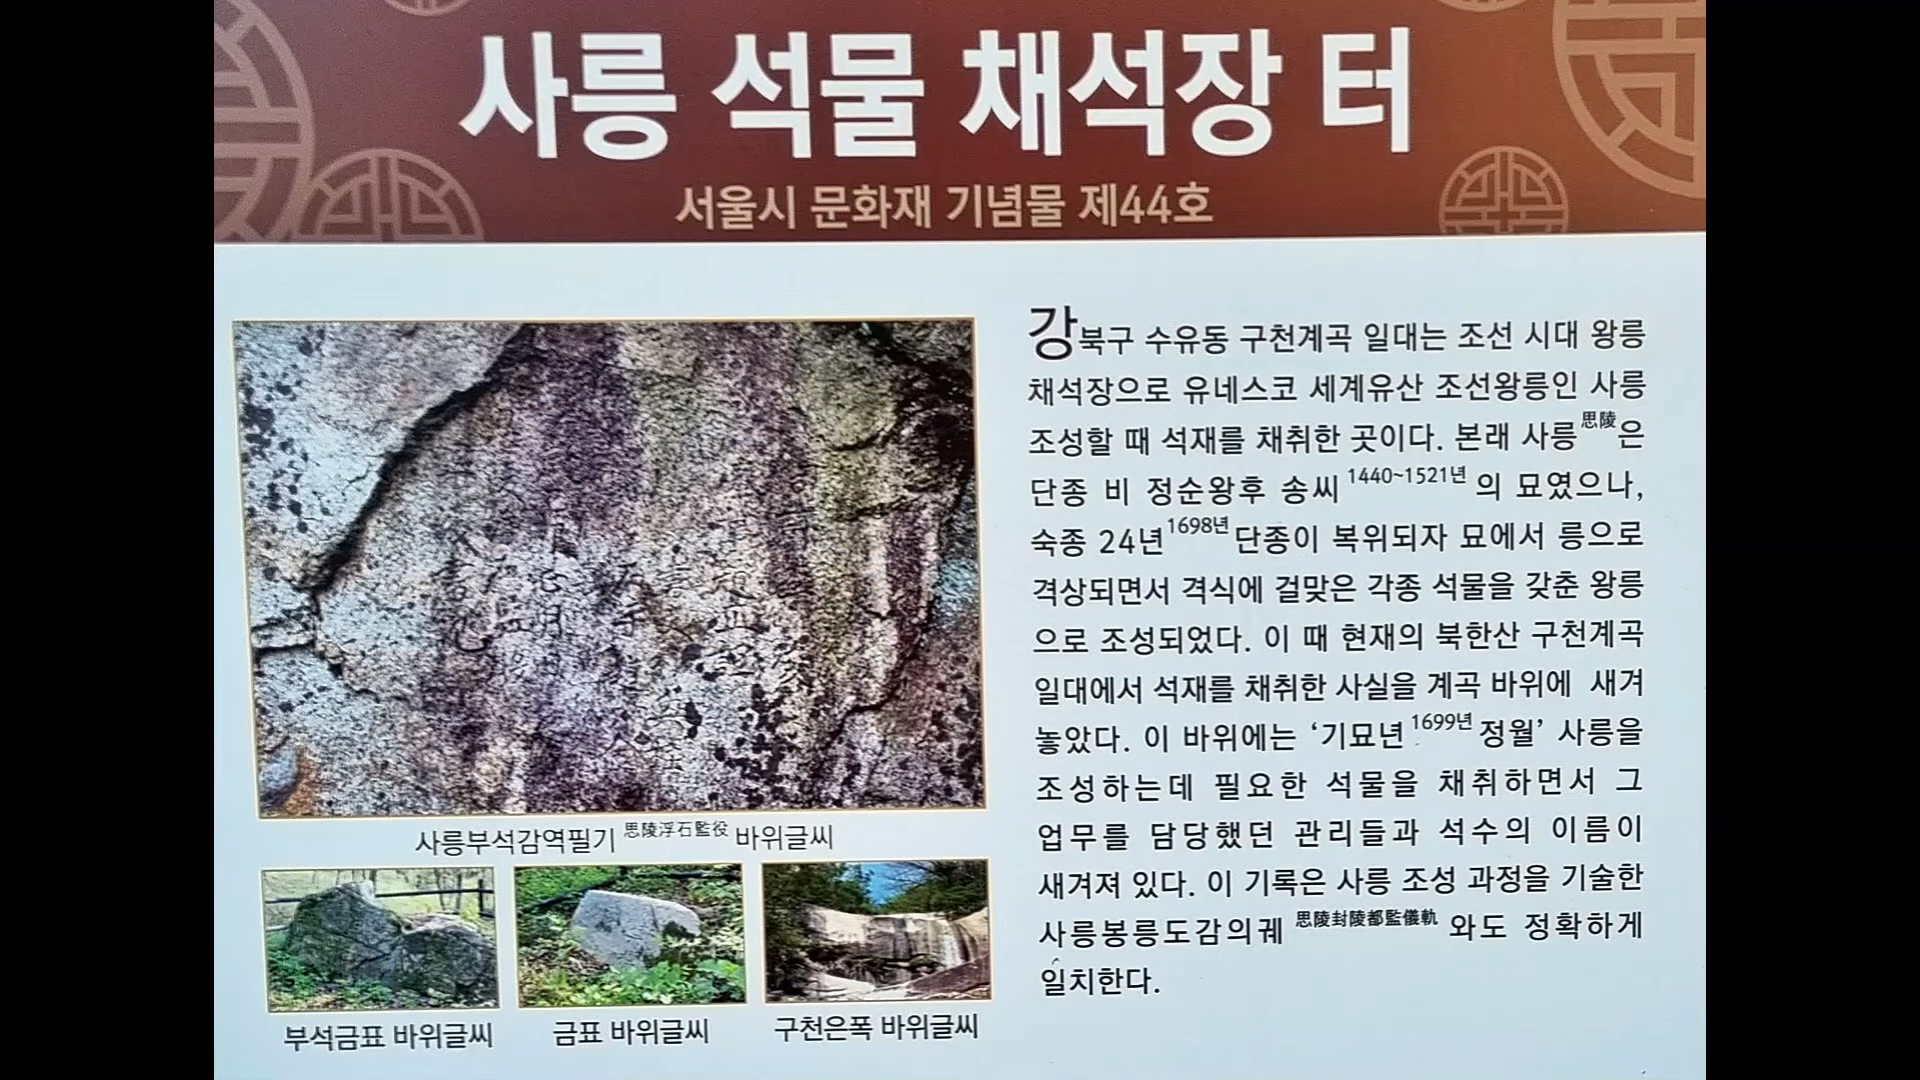 사릉 석물 채석장 터
서울시 문화재 기념물 제44호
강북구 수유동 구천계곡 일대는 조선 시대 왕릉
채석장으로 유네스코 세계유산 조선왕릉인 사릉
조성할 때 석재를 채취한 곳이다. 본래 사릉思陵은
단종 비 정순왕후 송씨1440~1521년의 묘였으나,
숙종 24년1698년단종이 복위되자 묘에서 릉으로
격상되면서 격식에 걸맞은 각종 석물을 갖춘 왕릉
으로 조성되었다. 이 때 현재의 북한산 구천계곡
일대에서 석재를 채취한 사실을 계곡 바위에 새겨
놓았다. 이 바위에는 ‘기묘년1699년정월’ 사릉을
조성하는데 필요한 석물을 채취하면서 그
업무를 담당했던 관리들과 석수의 이름이
새겨져 있다. 이 기록은 사릉 조성 과정을 기술한
사릉봉릉도감의궤思陵封陵都監儀軌와도 정확하게
일치한다.
사릉부석감역필기思陵浮石監役바위글씨
부석금표 바위글씨
금표 바위글씨
구천은폭 바위글씨